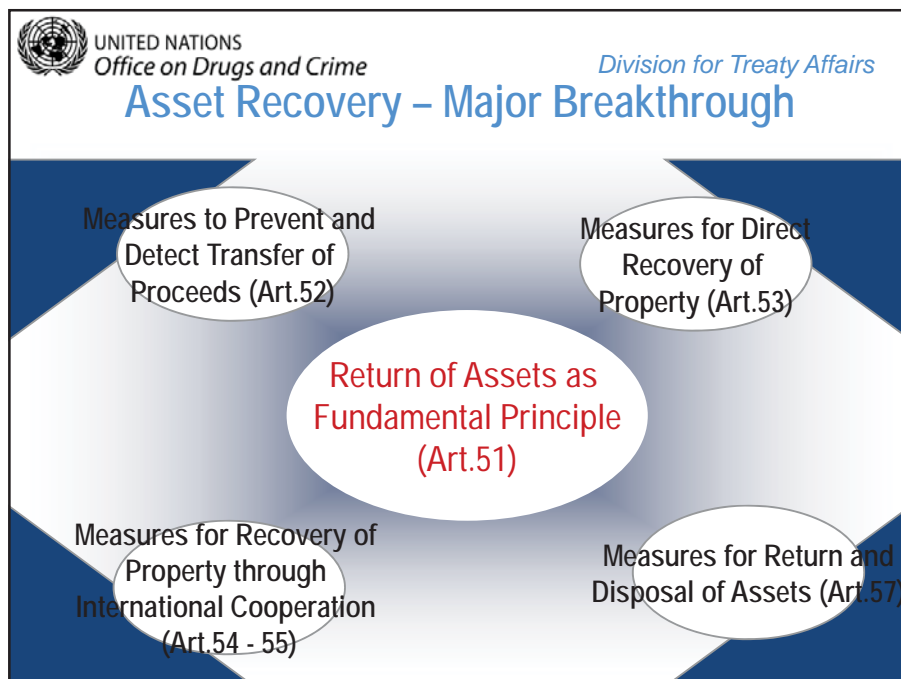 UNITED NATIONS
Office on Drugs and Crime
Division for Treaty Affairs
Asset Recovery – Major Breakthrough
Measures to Prevent and
Detect Transfer of
Proceeds (Art.52)
Measures for Direct
Recovery of
Property (Art.53)
Return of Assets as
Fundamental Principle
(Art.51)
Measures for Recovery of
Property through
International Cooperation
(Art.54 - 55)
Measures for Return and
Disposal of Assets (Art.57)